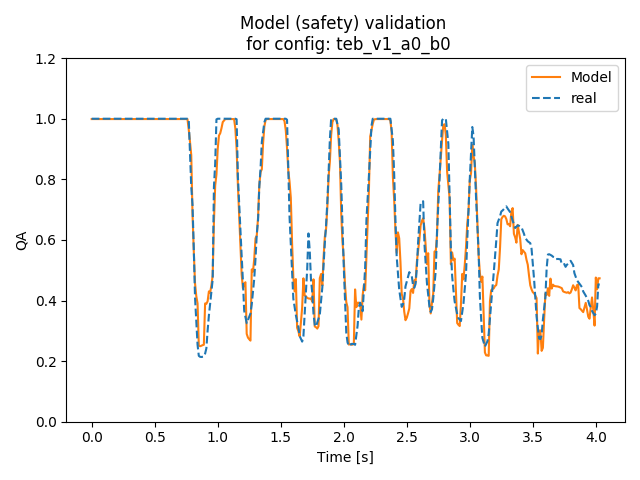 Model (safety) validation
for config: teb_v1_a0_b0
Model
real
QA
1.2
1.0
0.8
0.6
0.4
0.2
0.0
0.0 0.5 1.0 1.5 2.0 2.5 3.0 3.5 4.0
Time [s]